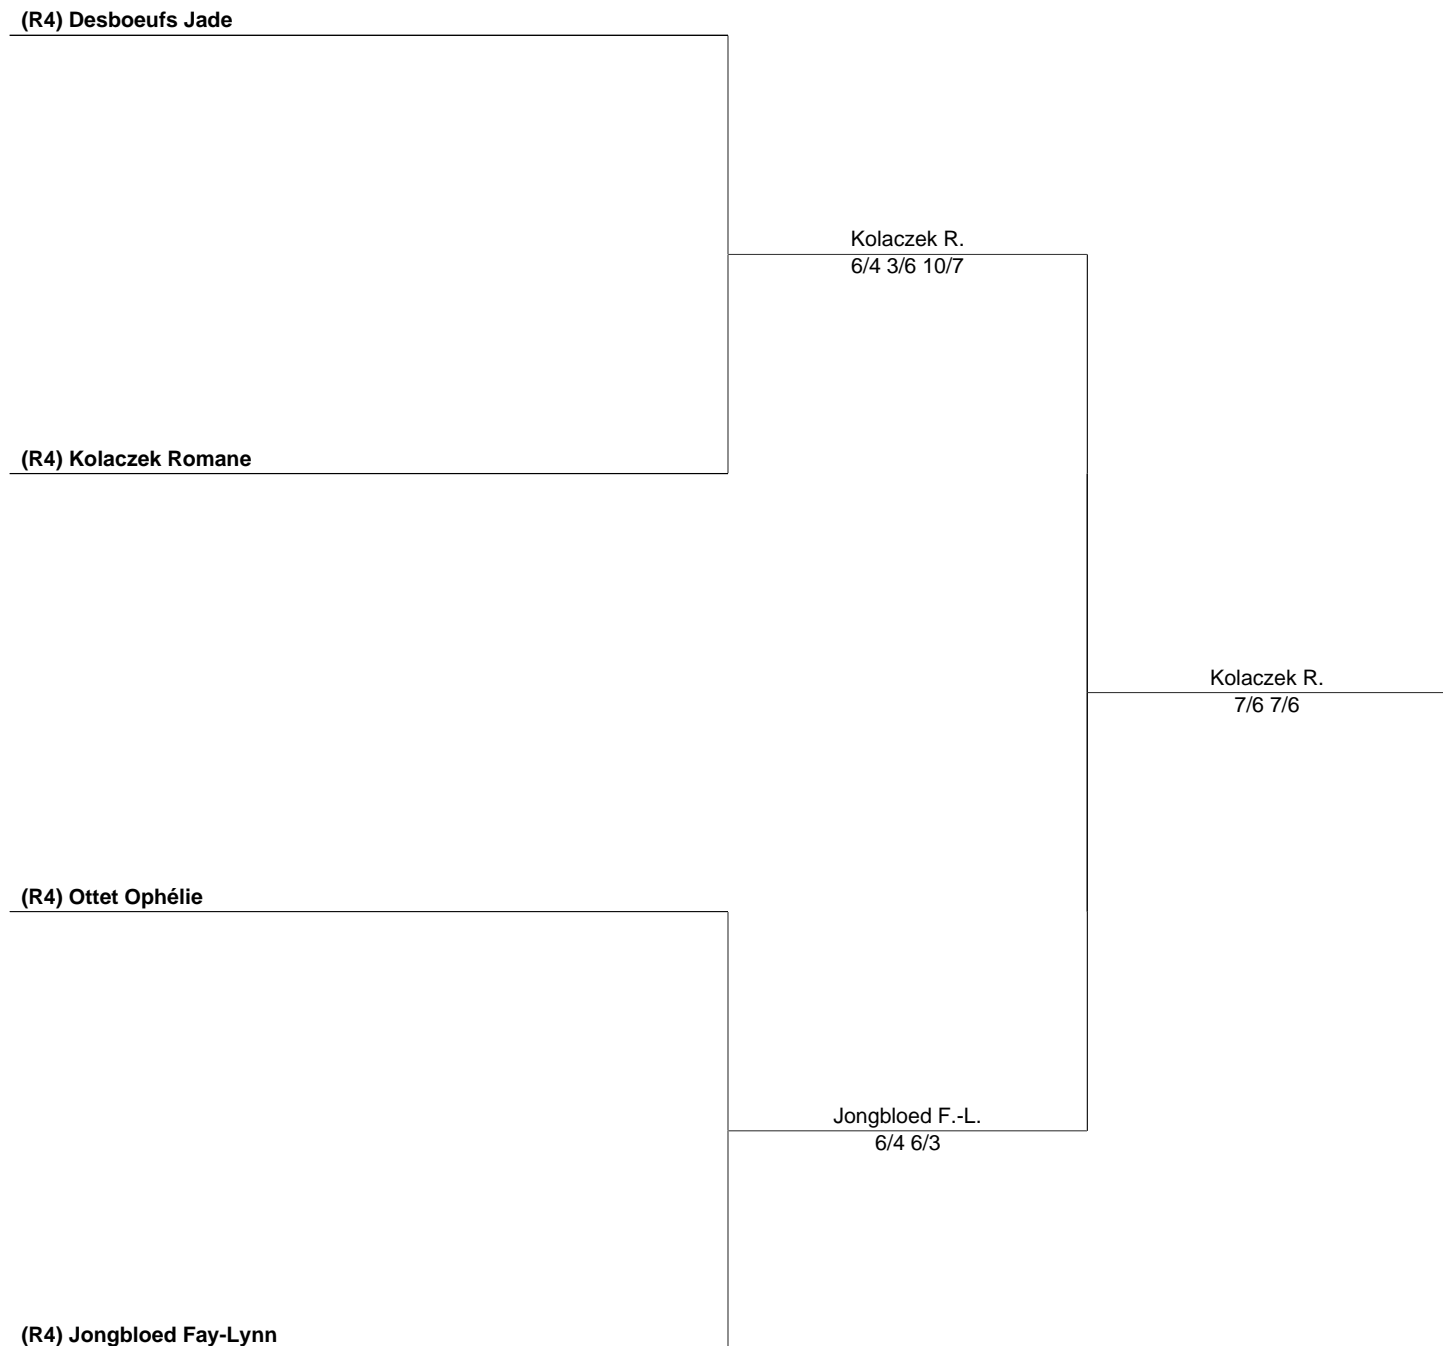 (R4) Desboeufs Jade
Kolaczek R.
6/4 3/6 10/7
(R4) Kolaczek Romane
Kolaczek R.
7/6 7/6
(R4) Ottet Ophélie
Jongbloed F.-L.
6/4 6/3
(R4) Jongbloed Fay-Lynn